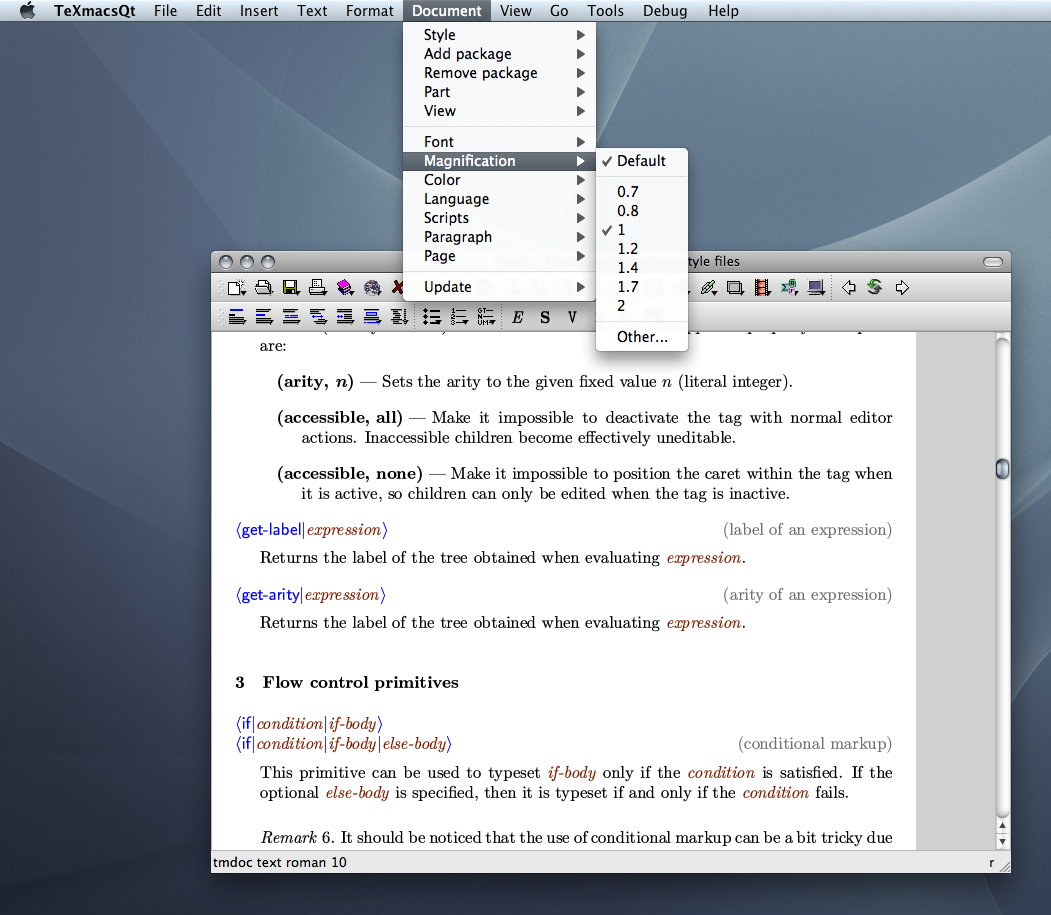 TeXmacsQt File Edit Insert Text Format Document View Go Tools Debug Help
Style
Add package
Remove package
Part
View
Font
Magnification
Color
Language
Scripts
Paragraph
Page
Update
Default
0.7
0.8
1
1.2
1.4
1.7
2
Other...
tyle files
E S V
are:
(arity, n) — Sets the arity to the given fixed value n (literal integer).
(accessible, all) — Make it impossible to deactivate the tag with normal editor
actions. Inaccessible children become effectively uneditable.
(accessible, none) — Make it impossible to position the caret within the tag when
it is active, so children can only be edited when the tag is inactive.
⟨get-label|expression⟩ (label of an expression)
Returns the label of the tree obtained when evaluating expression.
⟨get-arity|expression⟩ (arity of an expression)
Returns the label of the tree obtained when evaluating expression.
3 Flow control primitives
⟨if|condition|if-body⟩
⟨if|condition|if-body|else-body⟩ (conditional markup)
This primitive can be used to typeset if-body only if the condition is satisfied. If the
optional else-body is specified, then it is typeset if and only if the condition fails.
Remark 6. It should be noticed that the use of conditional markup can be a bit tricky due
tmdoc text roman 10 r